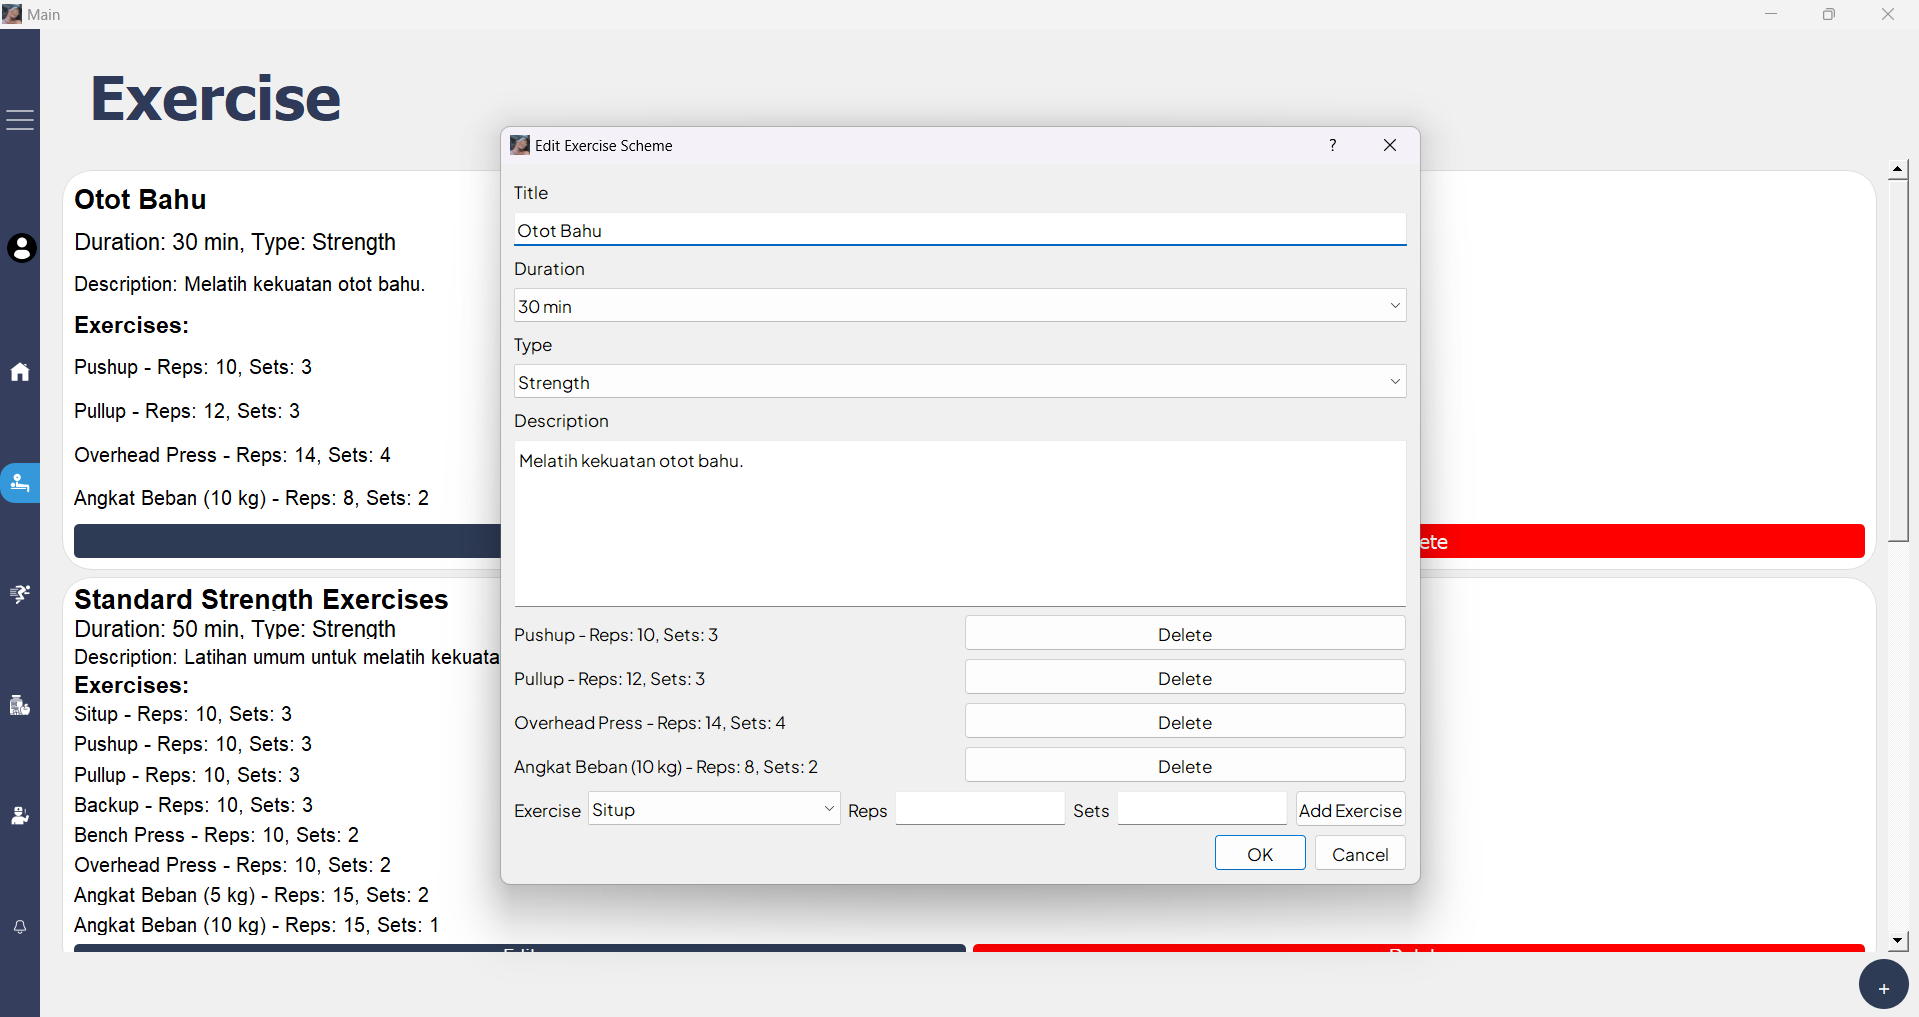 Main
Exercise
Otot Bahu
Duration: 30 min, Type: Strength
Description: Melatih kekuatan otot bahu.
Exercises:
Pushup - Reps: 10, Sets: 3
Pullup - Reps: 12, Sets: 3
Overhead Press - Reps: 14, Sets: 4
Angkat Beban (10 kg) - Reps: 8, Sets: 2
ete
Standard Strength Exercises
Duration: 50 min, Type: Strength
Description: Latihan umum untuk melatih kekuata
Exercises:
Situp - Reps: 10, Sets: 3
Pushup - Reps: 10, Sets: 3
Pullup - Reps: 10, Sets: 3
Backup - Reps: 10, Sets: 3
Bench Press - Reps: 10, Sets: 2
Overhead Press - Reps: 10, Sets: 2
Angkat Beban (5 kg) - Reps: 15, Sets: 2
Angkat Beban (10 kg) - Reps: 15, Sets: 1
+
Edit Exercise Scheme
?
Title
Otot Bahu
Duration
30 min
Type
Strength
Description
Melatih kekuatan otot bahu.
Pushup - Reps: 10, Sets: 3 Delete
Pullup - Reps: 12, Sets: 3 Delete
Overhead Press - Reps: 14, Sets: 4 Delete
Angkat Beban (10 kg) - Reps: 8, Sets: 2 Delete
Exercise Situp Reps Sets Add Exercise
OK Cancel